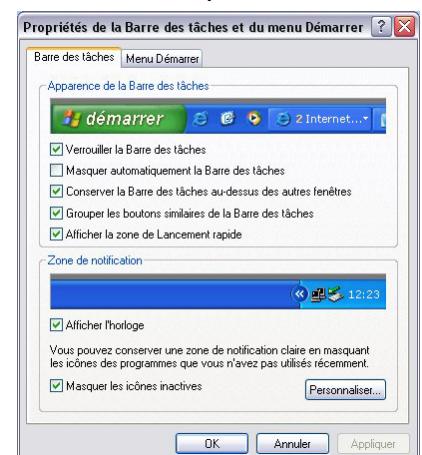 Propriétés de la Barre des tâches et du menu Démarrer
Barre des tâches
Menu Démarrer
Apparence de la Barre des tâches
démarrer
2 Internet...
Verrouiller la Barre des tâches
Masquer automatiquement la Barre des tâches
Conserver la Barre des tâches au-dessus des autres fenêtres
Grouper les boutons similaires de la Barre des tâches
Afficher la zone de Lancement rapide
Zone de notification
12:23
Afficher l'horloge
Vous pouvez conserver une zone de notification claire en masquant
les icônes des programmes que vous n'avez pas utilisés récemment.
Masquer les icônes inactives
Personnaliser...
OK
Annuler
Appliquer